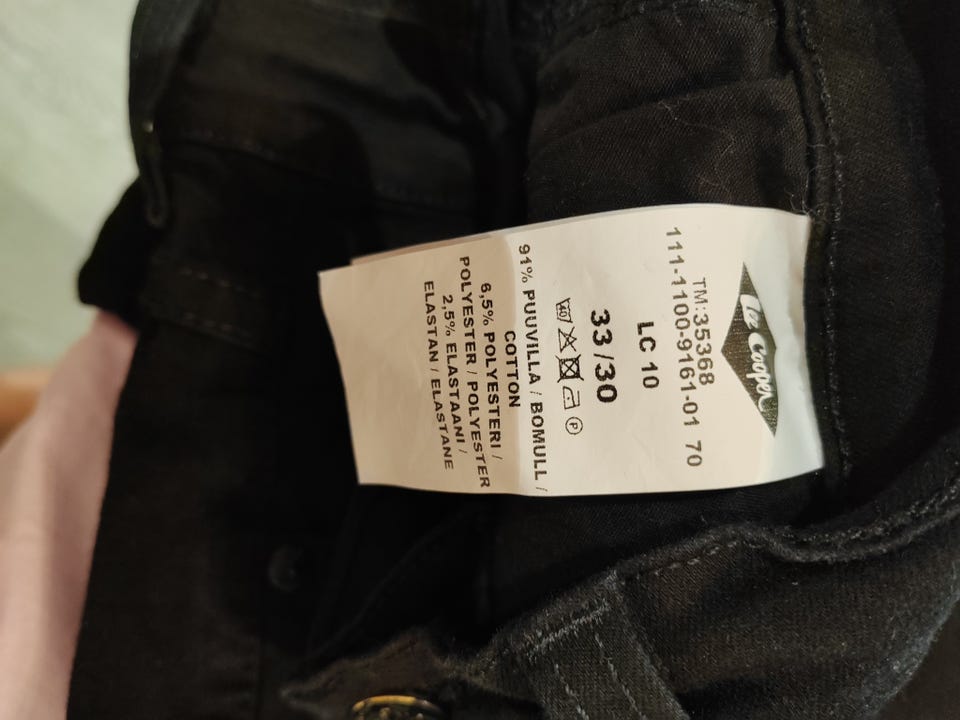 Lee Cooper
TM:35368
111-1100-9161-01 70
LC 10
33/30
P
91% PUUVILLA / BOMULL /
COTTON
6,5% POLYESTERI /
POLYESTER / POLYESTER
2,5% ELASTAANI /
ELASTAN / ELASTANE